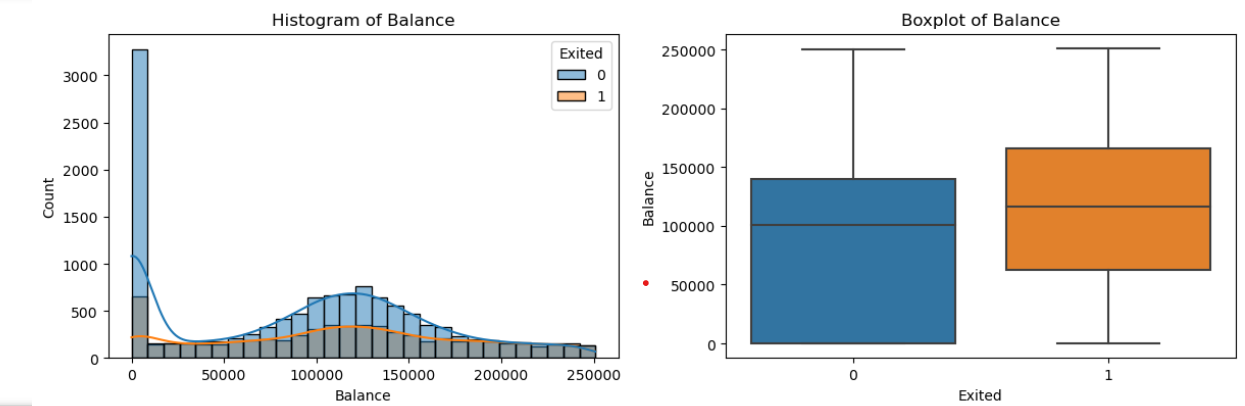 Histogram of Balance
Count
3000
2500
2000
1500
1000
500
0
Exited
0
1
0 50000 100000 150000 200000 250000
Balance
Boxplot of Balance
Balance
250000
200000
150000
100000
50000
0
0 1
Exited